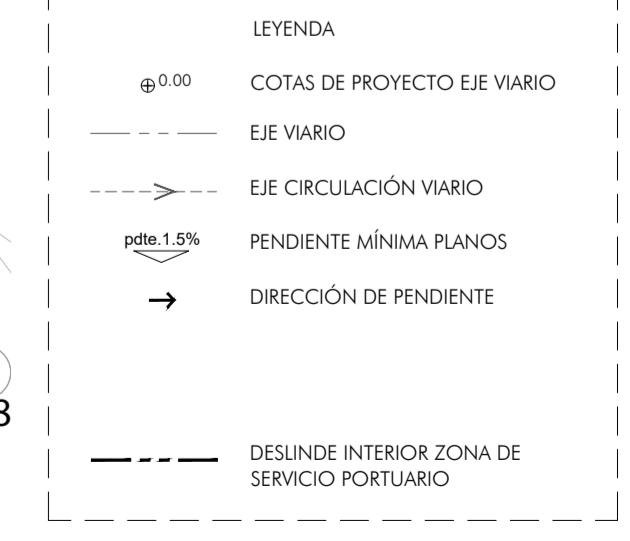 LEYENDA
⊕0.00 COTAS DE PROYECTO EJE VIARIO
EJE VIARIO
EJE CIRCULACIÓN VIARIO
pdte.1.5% PENDIENTE MÍNIMA PLANOS
DIRECCIÓN DE PENDIENTE
8
DESLINDE INTERIOR ZONA DE
SERVICIO PORTUARIO